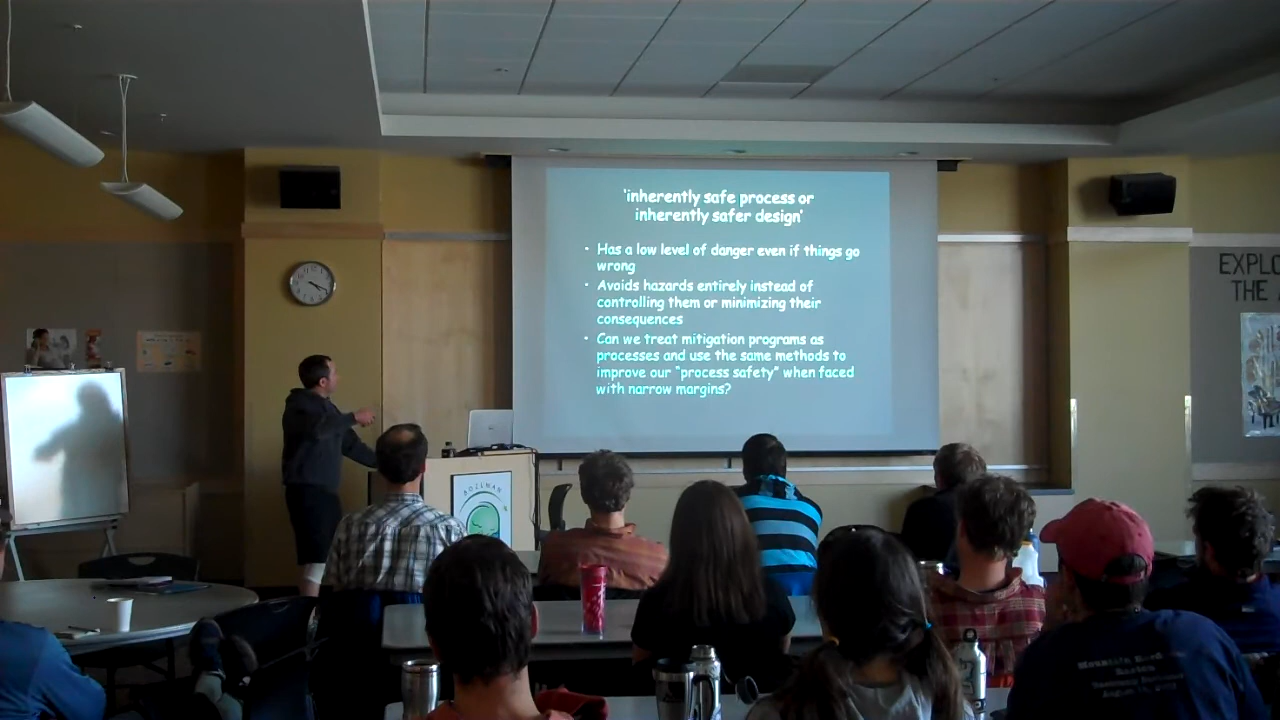 'inherently safe process or
inherently safer design'
• Has a low level of danger even if things go
wrong
• Avoids hazards entirely instead of
controlling them or minimizing their
consequences
• Can we treat mitigation programs as
processes and use the same methods to
improve our "process safety" when faced
with narrow margins?
EXPLO
THE
BOZEMAN